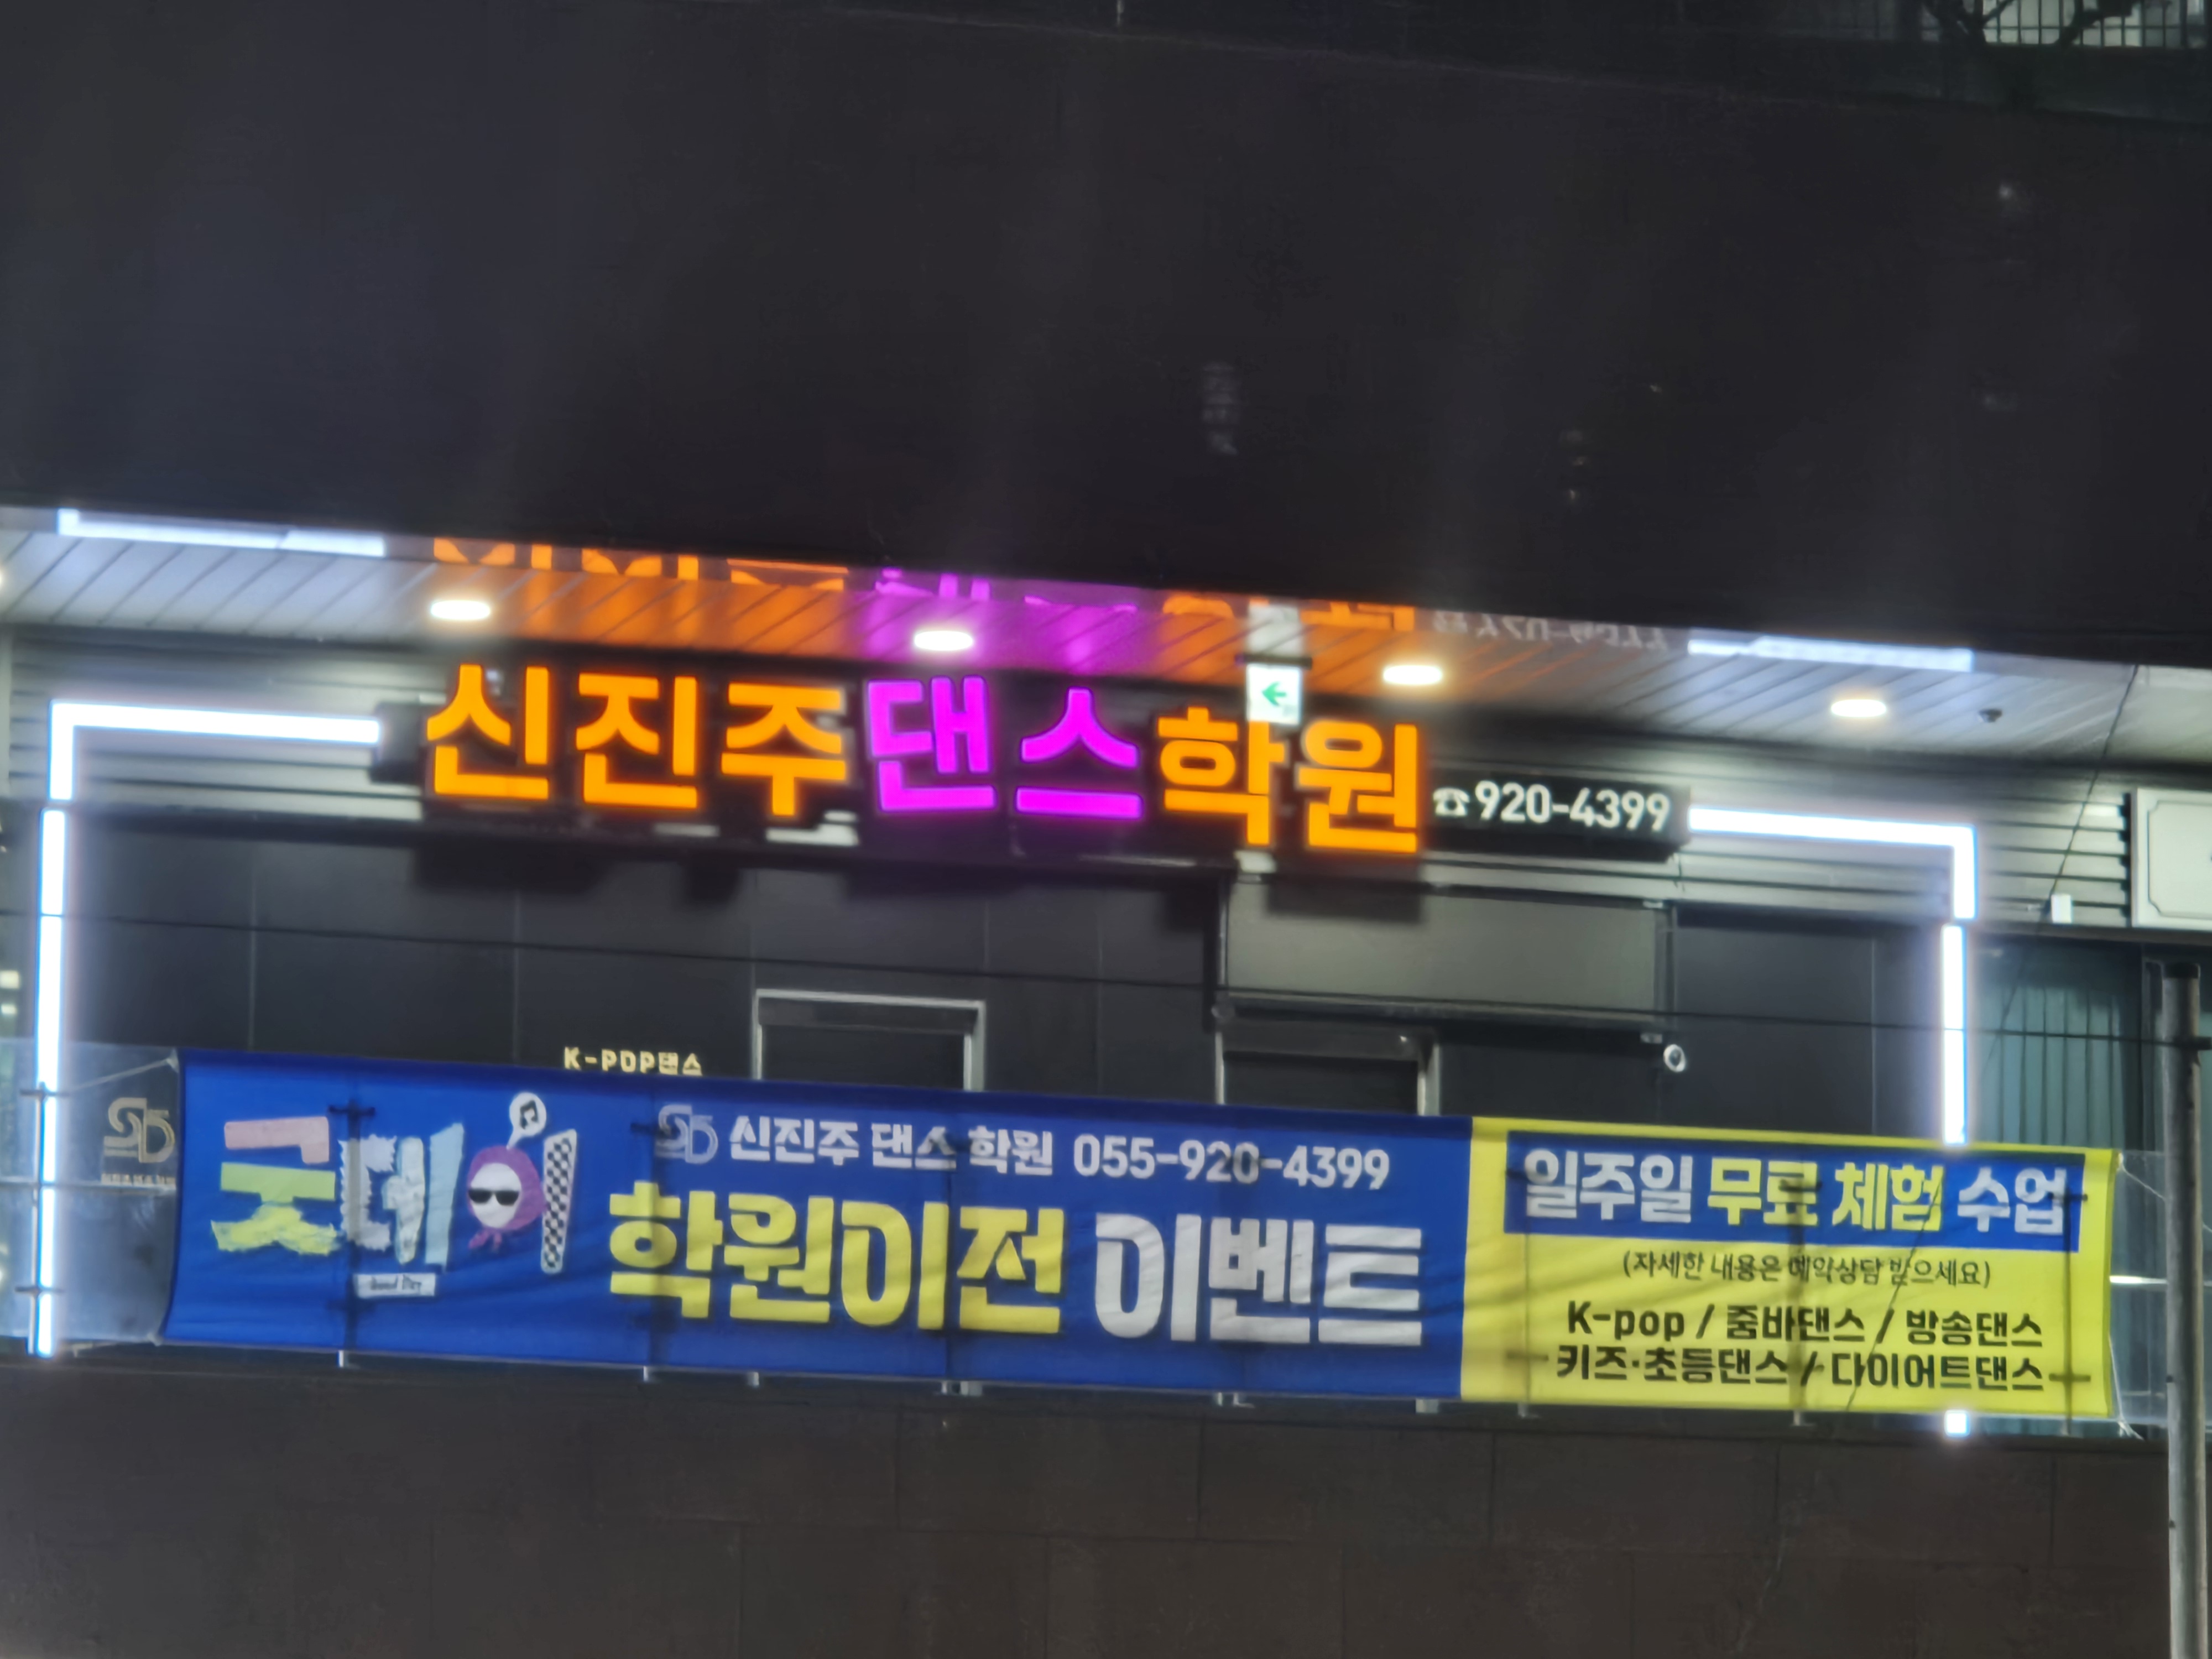 신진주댄스학원 ☎920-4399
K-POP댄스
굿데이
SD 신진주 댄스 학원 055-920-4399
학원이전 이벤트
일주일 무료 체험 수업
(자세한 내용은 예약상담 받으세요)
K-pop / 줌바댄스 / 방송댄스
키즈·초등댄스 / 다이어트댄스